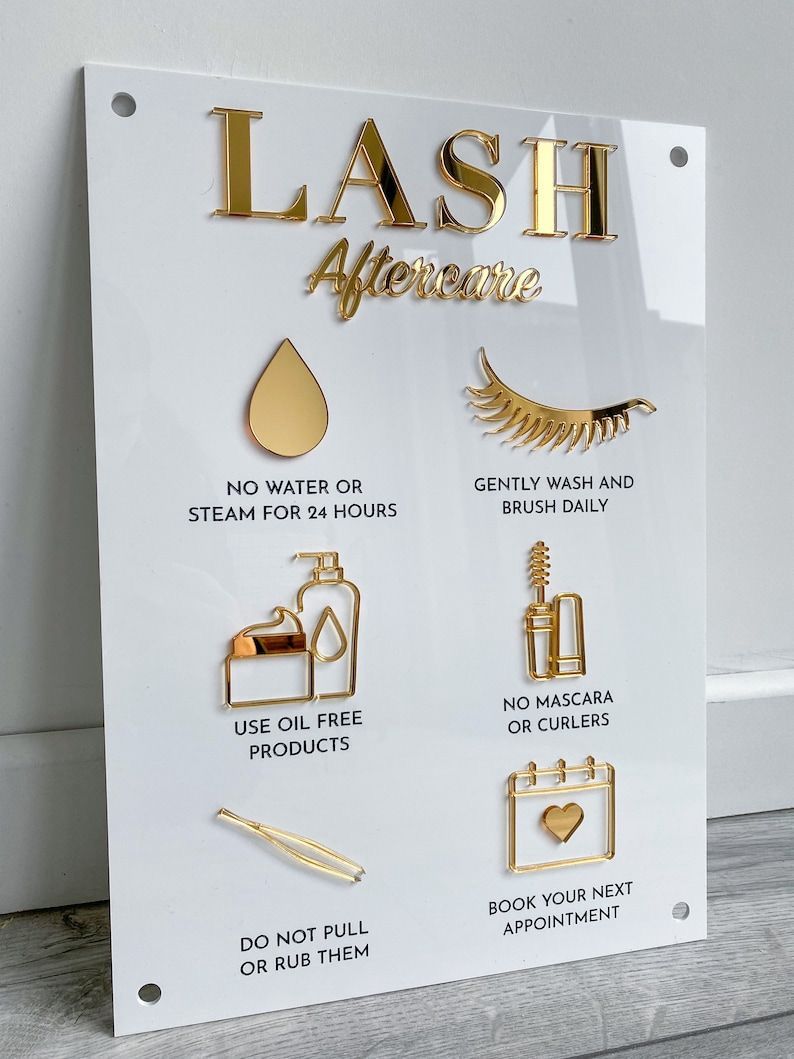 LASH
Aftercare
NO WATER OR
STEAM FOR 24 HOURS
GENTLY WASH AND
BRUSH DAILY
USE OIL FREE
PRODUCTS
NO MASCARA
OR CURLERS
DO NOT PULL
OR RUB THEM
BOOK YOUR NEXT
APPOINTMENT